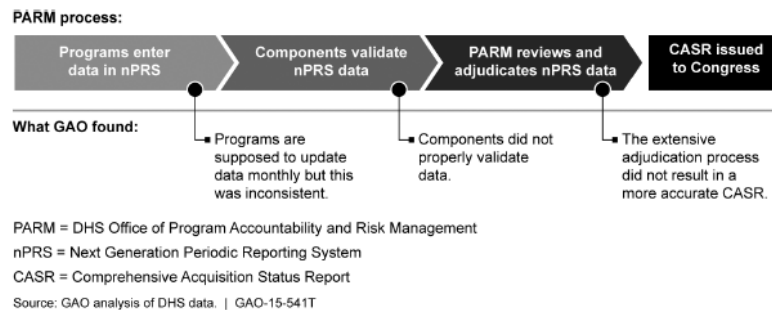 PARM process:
Programs enter
data in nPRS
Components validate
nPRS data
PARM reviews and
adjudicates nPRS data
CASR issued
to Congress
What GAO found:
Programs are
supposed to update
data monthly but this
was inconsistent.
Components did not
properly validate
data.
The extensive
adjudication process
did not result in a
more accurate CASR.
PARM = DHS Office of Program Accountability and Risk Management
nPRS = Next Generation Periodic Reporting System
CASR = Comprehensive Acquisition Status Report
Source: GAO analysis of DHS data. | GAO-15-541T